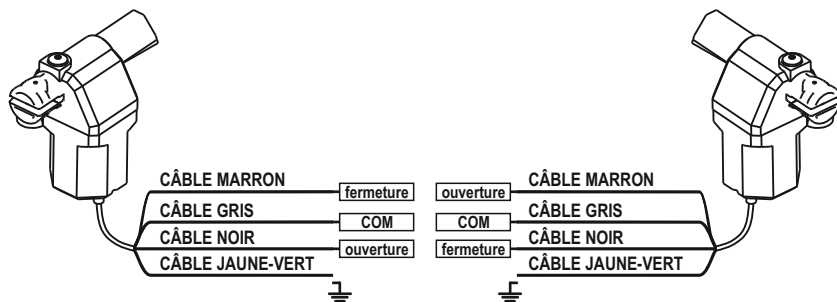 CÂBLE MARRON fermeture ouverture CÂBLE MARRON
CÂBLE GRIS COM COM CÂBLE GRIS
CÂBLE NOIR ouverture fermeture CÂBLE NOIR
CÂBLE JAUNE-VERT CÂBLE JAUNE-VERT